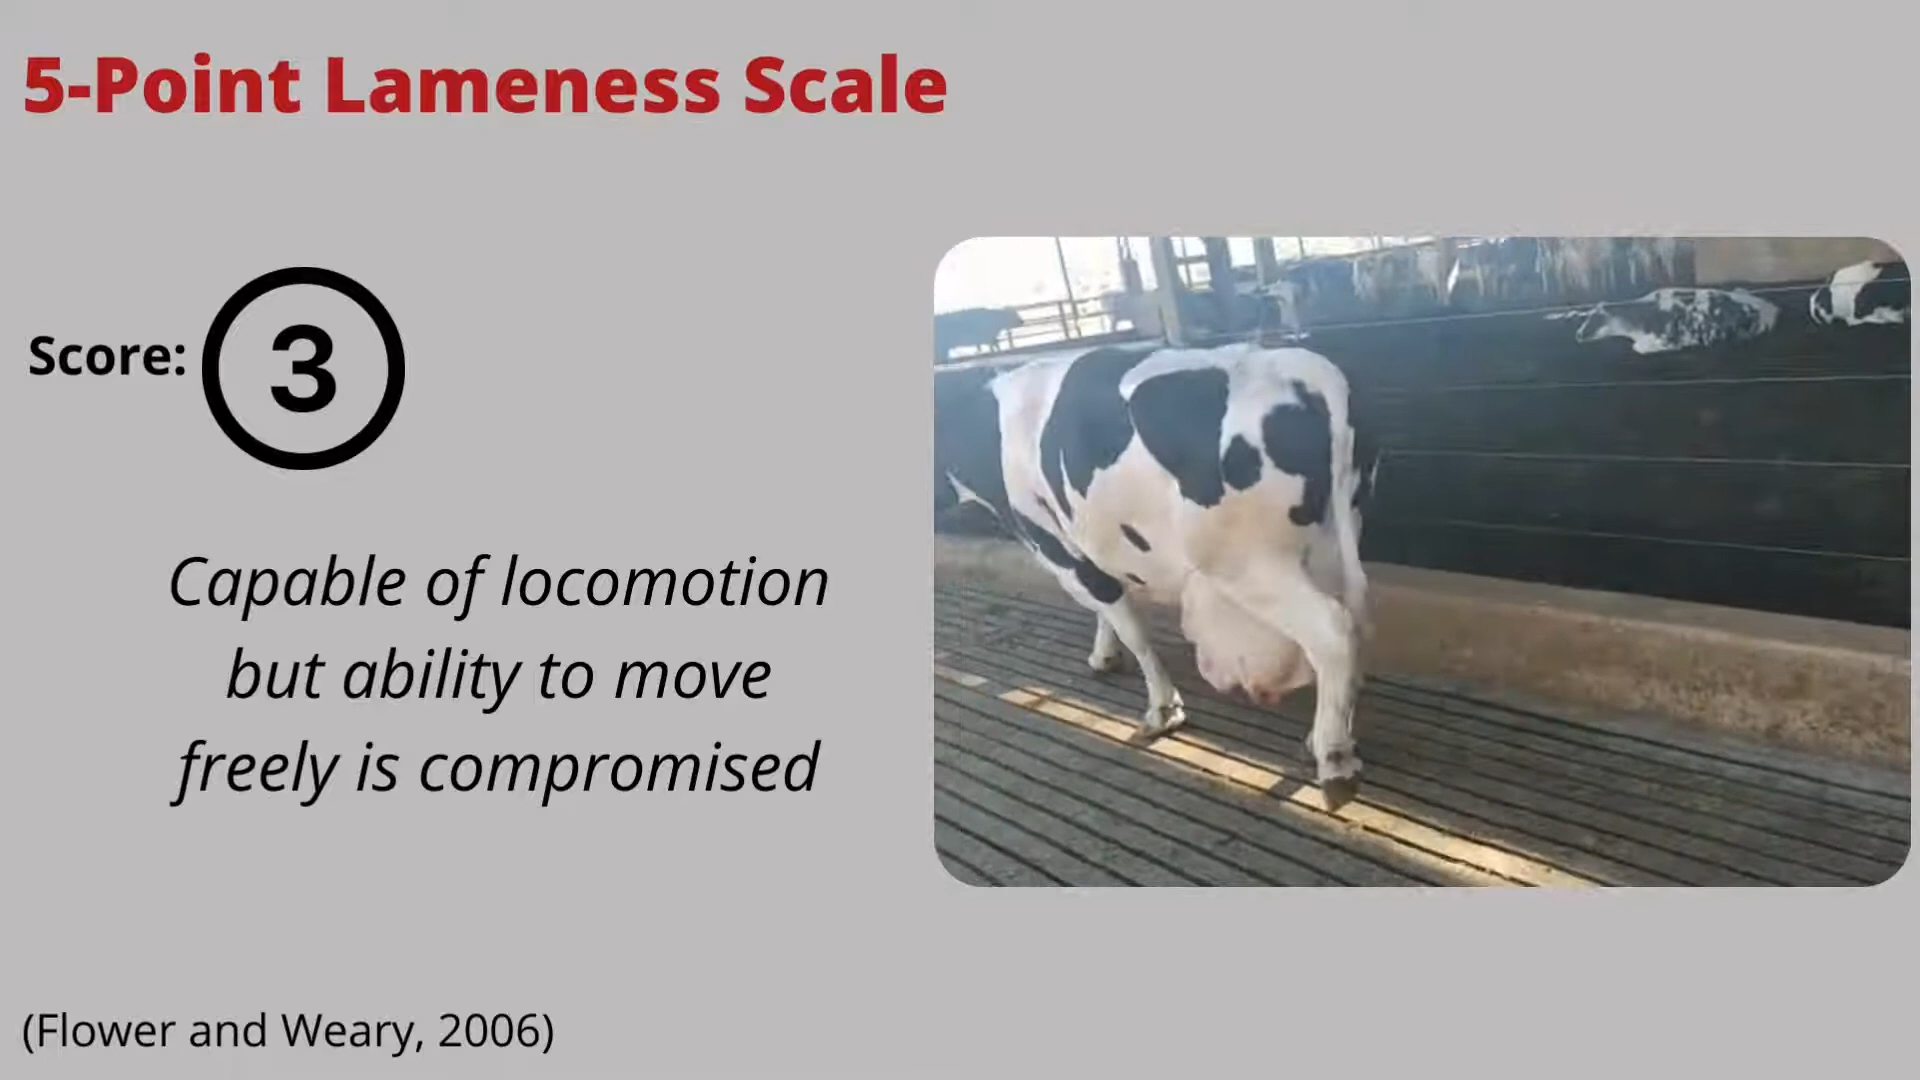 5-Point Lameness Scale
Score: 3
Capable of locomotion
but ability to move
freely is compromised
(Flower and Weary, 2006)